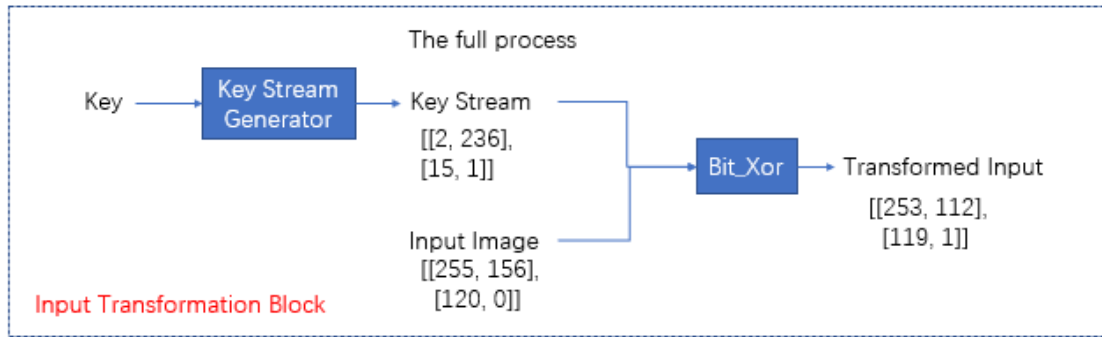 The full process
Key
Key Stream
Generator
Key Stream
[[2, 236],
[15, 1]]
Bit_Xor
Transformed Input
[[253, 112],
[119, 1]]
Input Image
[[255, 156],
[120, 0]]
Input Transformation Block